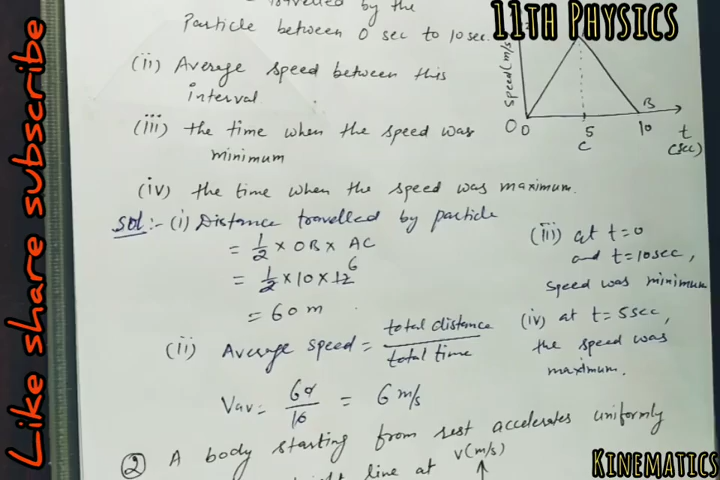 travelled by the
Particle between 0 sec to 10 sec.
(ii) Average speed between this
interval
(iii) the time when the speed was
minimum
(iv) the time when the speed was maximum.
Sol:- (i) Distance travelled by particle
= 1/2 × OB × AC
= 1/2 × 10 × 12 6
= 60 m
(ii) Average speed = total distance / total time
Vav = 60/10 = 6 m/s
(iii) at t=0
and t=10sec,
speed was minimum
(iv) at t=5sec,
the speed was
maximum.
② A body starting from rest accelerates uniformly
line at
V(m/s)
11TH PHYSICS
Speed(m/s)
B
O 0 5 10 t
C (sec)
Like share subscribe
KINEMATICS